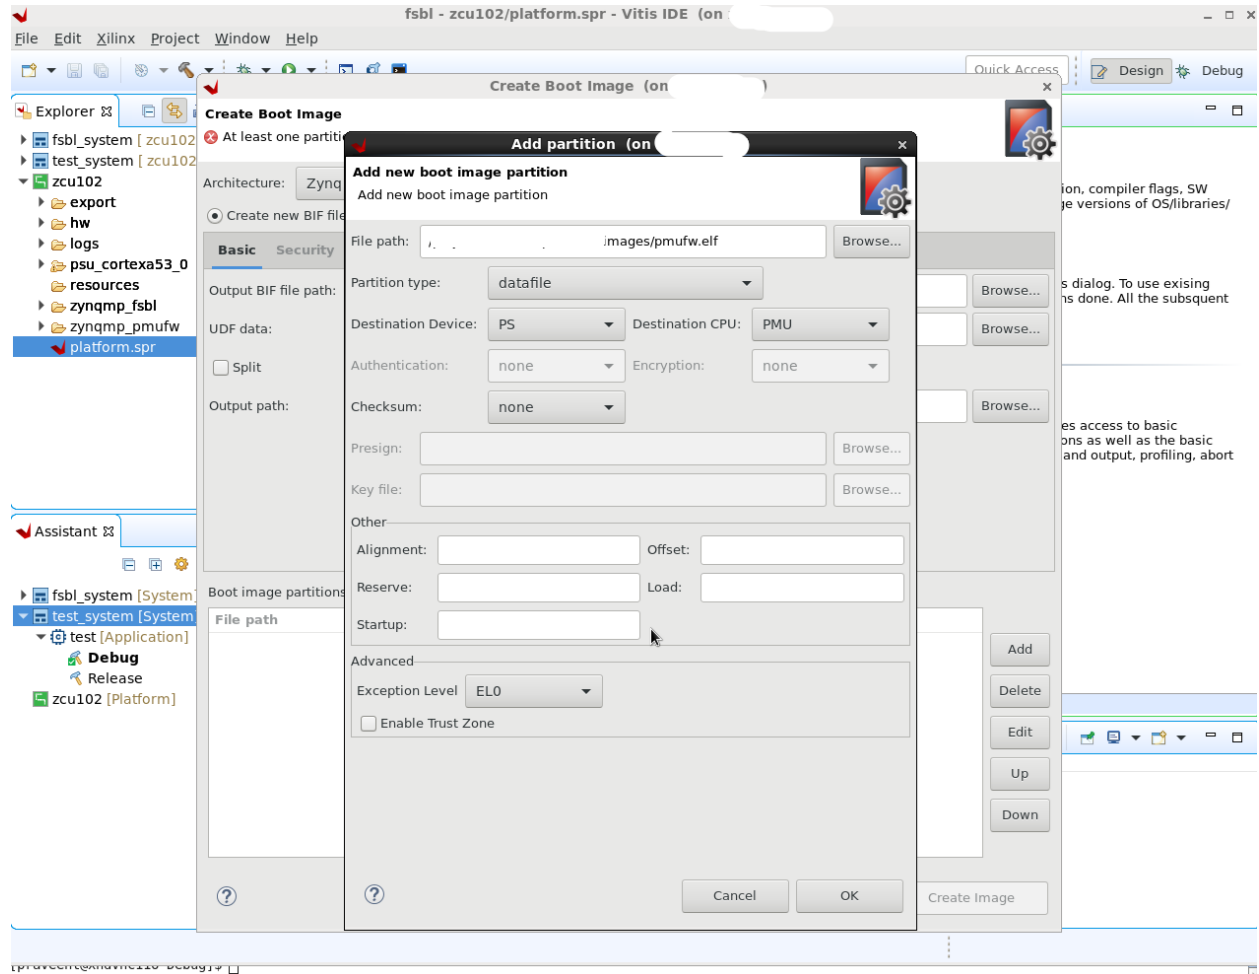 fsbl - zcu102/platform.spr - Vitis IDE (on
File Edit Xilinx Project Window Help
Quick Access
Design
Debug
Explorer
fsbl_system [ zcu102
test_system [ zcu102
zcu102
export
hw
logs
psu_cortexa53_0
resources
zynqmp_fsbl
zynqmp_pmufw
platform.spr
Assistant
fsbl_system [System]
test_system [System
test [Application]
Debug
Release
zcu102 [Platform]
Create Boot Image (on )
Create Boot Image
At least one partiti
Architecture: Zynq
Create new BIF file
Basic Security
Output BIF file path: Browse...
UDF data: Browse...
Split
Output path: Browse...
Boot image partitions
File path
Add
Delete
Edit
Up
Down
Create Image
Add partition (on
Add new boot image partition
Add new boot image partition
File path: images/pmufw.elf Browse...
Partition type: datafile
Destination Device: PS Destination CPU: PMU
Authentication: none Encryption: none
Checksum: none
Presign: Browse...
Key file: Browse...
Other
Alignment: Offset:
Reserve: Load:
Startup:
Advanced
Exception Level EL0
Enable Trust Zone
Cancel OK
ion, compiler flags, SW
ge versions of OS/libraries/
s dialog. To use exising
ns done. All the subsquent
es access to basic
ons as well as the basic
and output, profiling, abort